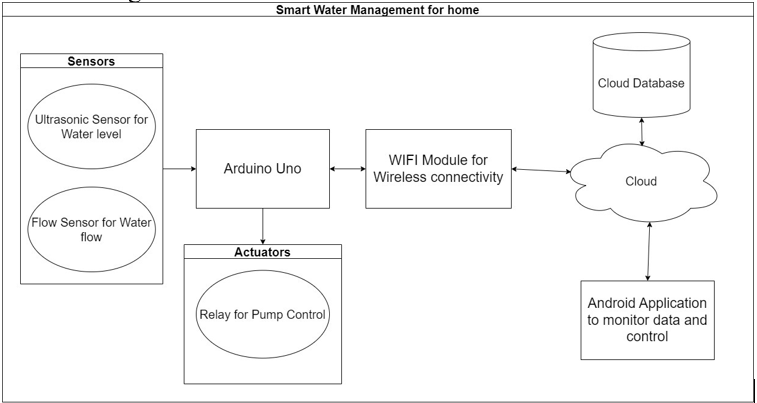 Smart Water Management for home
Sensors
Ultrasonic Sensor for
Water level
Flow Sensor for Water
flow
Arduino Uno
Actuators
Relay for Pump Control
WIFI Module for
Wireless connectivity
Cloud Database
Cloud
Android Application
to monitor data and
control